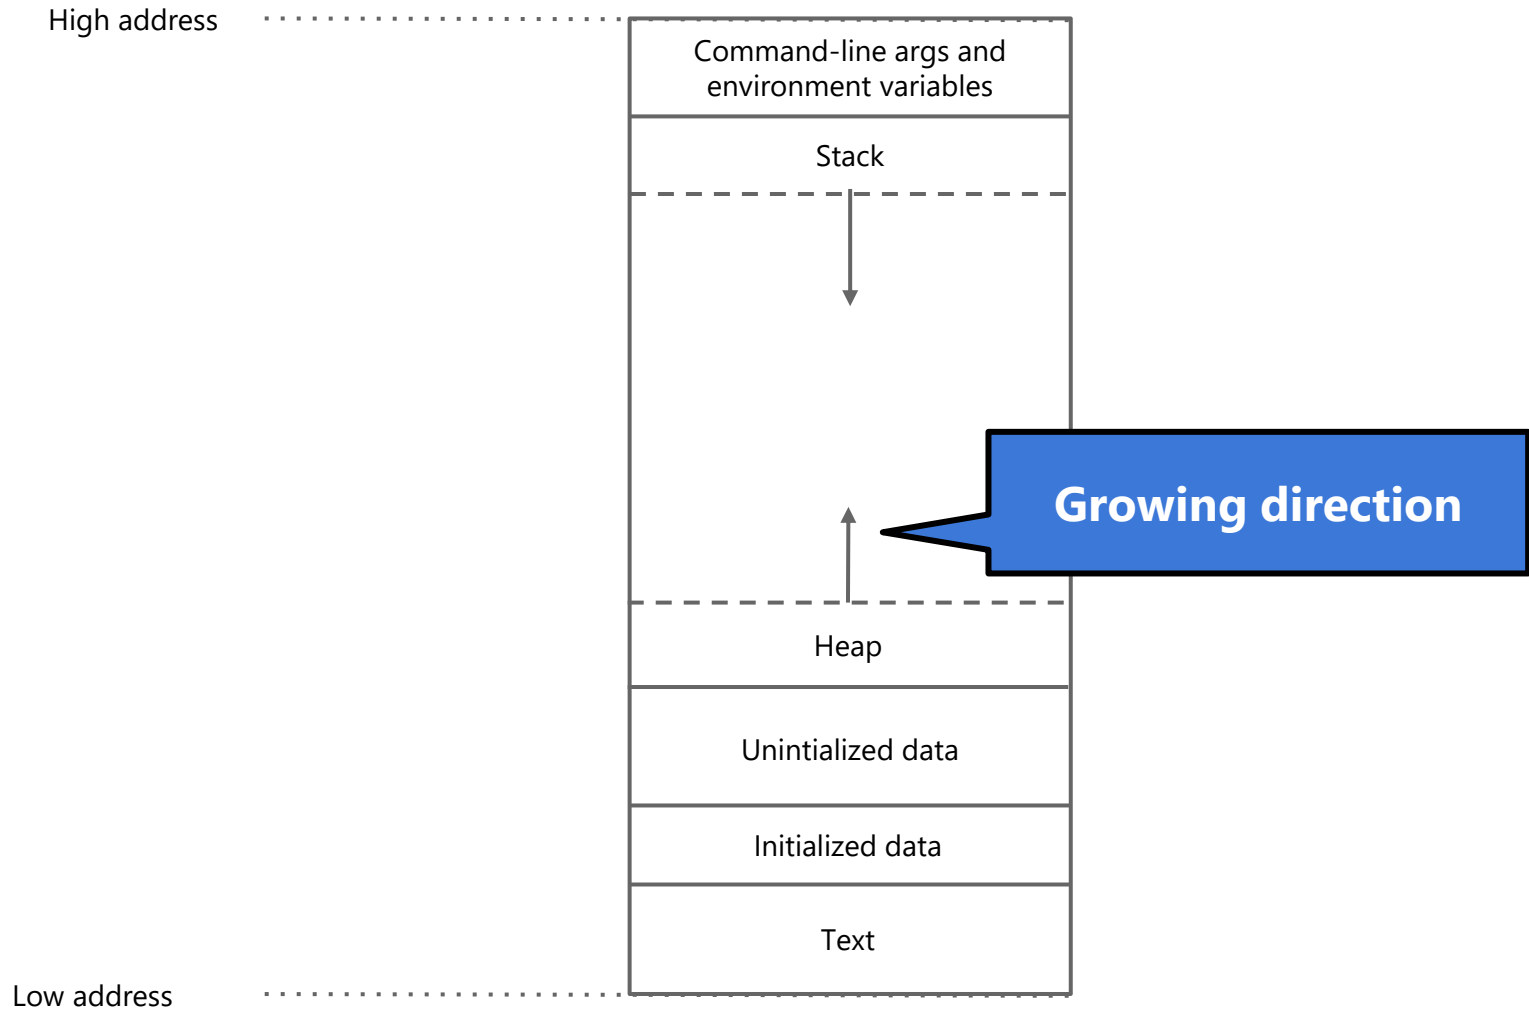 High address
Command-line args and
environment variables
Stack
Growing direction
Heap
Unintialized data
Initialized data
Text
Low address